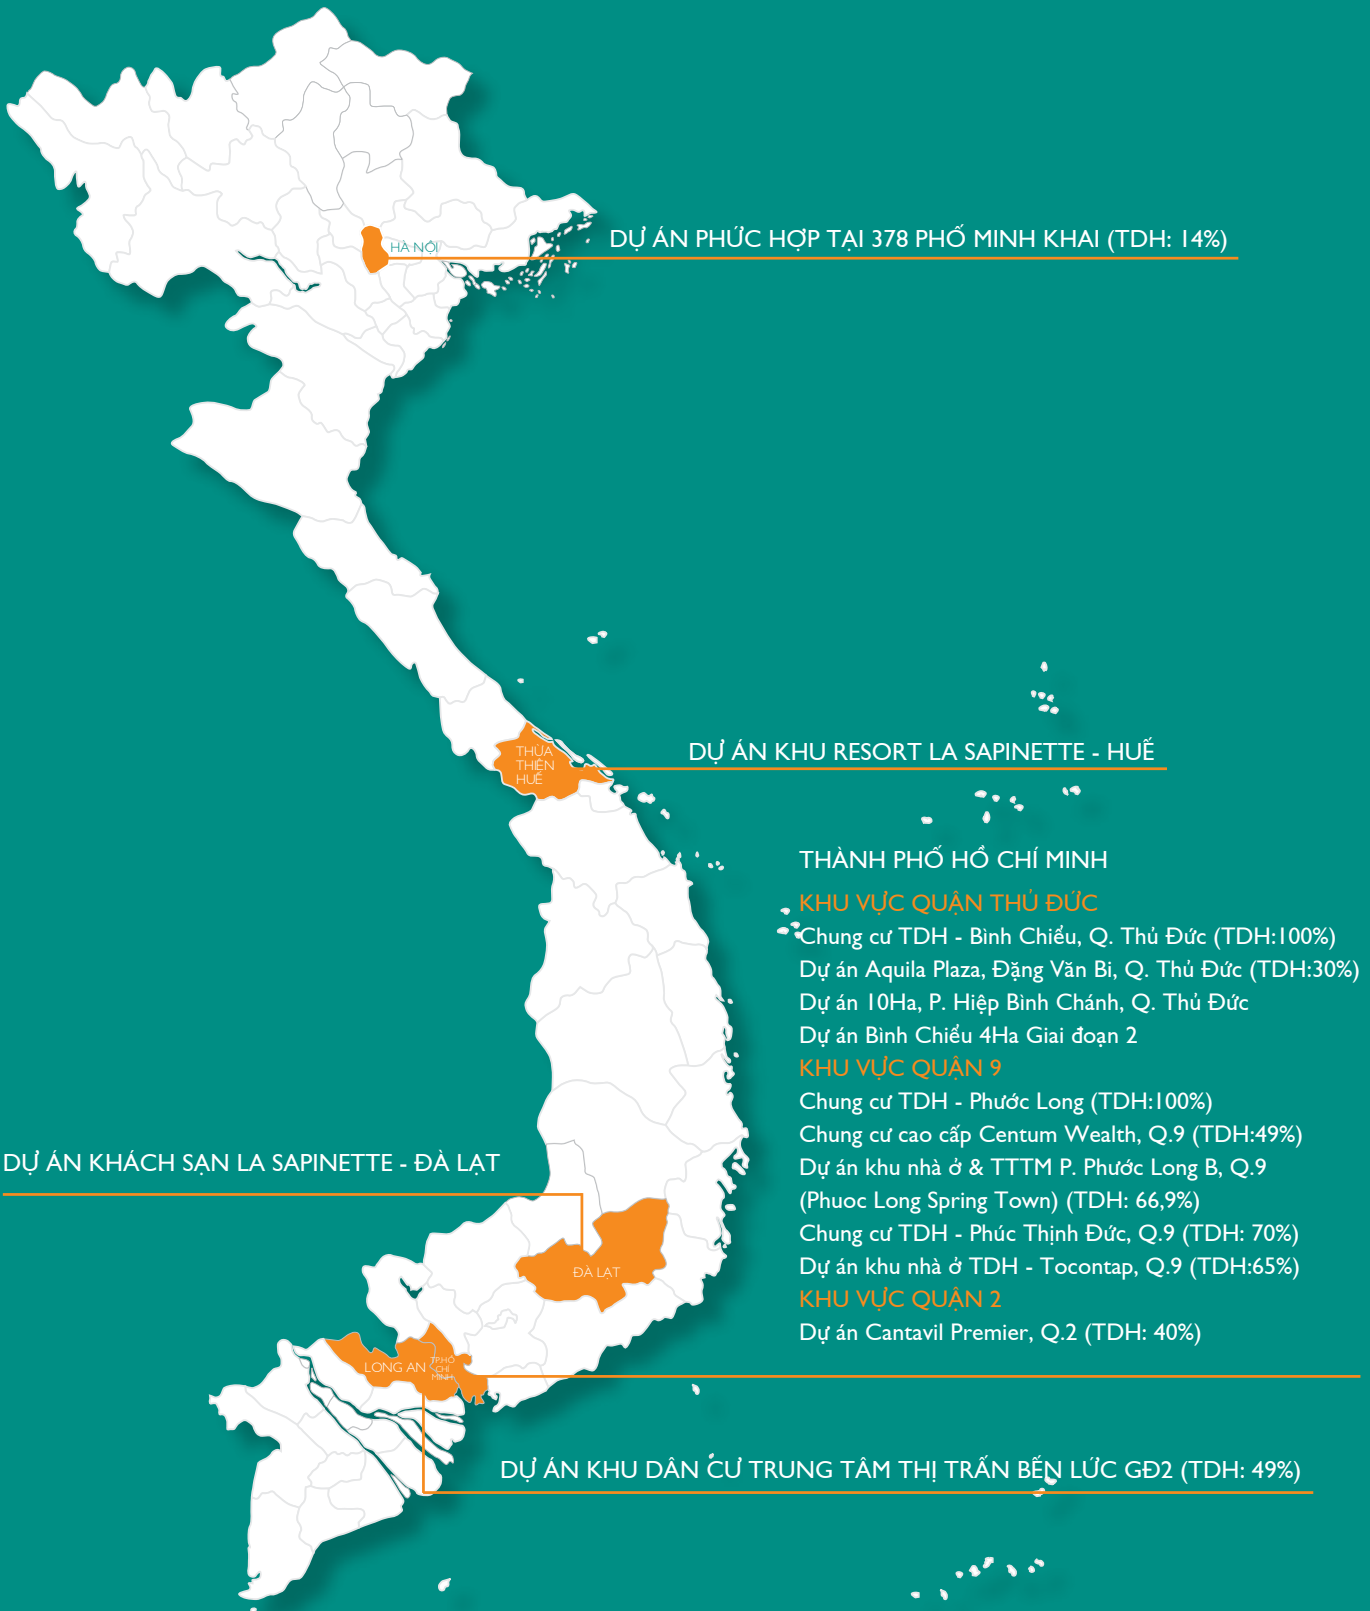 HÀ NỘI
DỰ ÁN PHỨC HỢP TẠI 378 PHỐ MINH KHAI (TDH: 14%)
THỪA
THIÊN
HUẾ
DỰ ÁN KHU RESORT LA SAPINETTE - HUẾ
THÀNH PHỐ HỒ CHÍ MINH
KHU VỰC QUẬN THỦ ĐỨC
Chung cư TDH - Bình Chiểu, Q. Thủ Đức (TDH:100%)
Dự án Aquila Plaza, Đặng Văn Bi, Q. Thủ Đức (TDH:30%)
Dự án 10Ha, P. Hiệp Bình Chánh, Q. Thủ Đức
Dự án Bình Chiểu 4Ha Giai đoạn 2
KHU VỰC QUẬN 9
Chung cư TDH - Phước Long (TDH:100%)
Chung cư cao cấp Centum Wealth, Q.9 (TDH:49%)
Dự án khu nhà ở & TTTM P. Phước Long B, Q.9
(Phuoc Long Spring Town) (TDH: 66,9%)
Chung cư TDH - Phúc Thịnh Đức, Q.9 (TDH: 70%)
Dự án khu nhà ở TDH - Tocontap, Q.9 (TDH:65%)
KHU VỰC QUẬN 2
Dự án Cantavil Premier, Q.2 (TDH: 40%)
DỰ ÁN KHÁCH SẠN LA SAPINETTE - ĐÀ LẠT
ĐÀ LẠT
LONG AN
TP.HỒ
CHÍ
MINH
DỰ ÁN KHU DÂN CƯ TRUNG TÂM THỊ TRẤN BẾN LỨC GĐ2 (TDH: 49%)